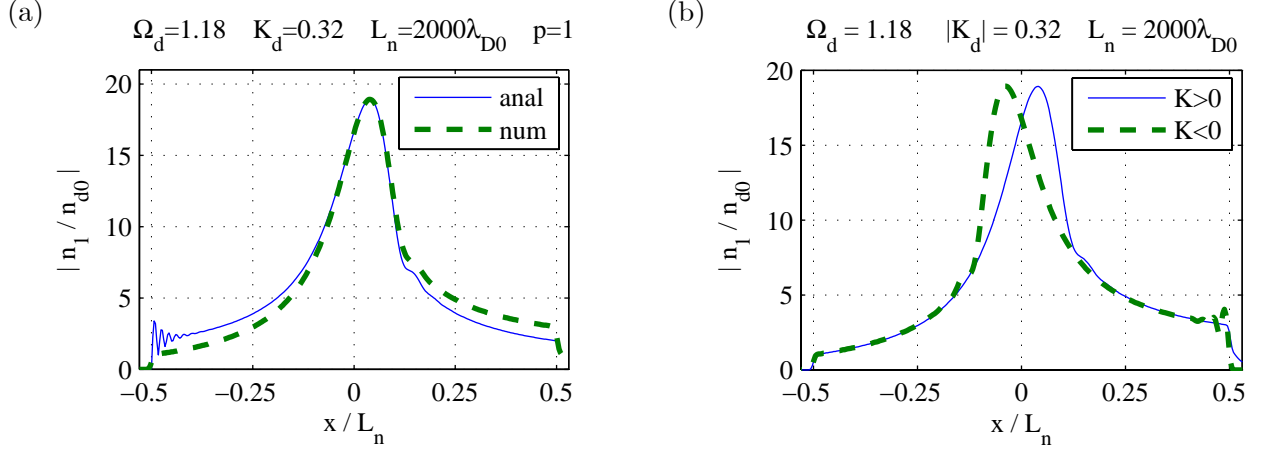 (a)
Ω_d=1.18 K_d=0.32 L_n=2000λ_D0 p=1
20
15
10
5
0
| n_1 / n_d0 |
anal
num
−0.5 −0.25 0 0.25 0.5
x / L_n
(b)
Ω_d = 1.18 |K_d| = 0.32 L_n = 2000λ_D0
20
15
10
5
0
| n_1 / n_d0 |
K>0
K<0
−0.5 −0.25 0 0.25 0.5
x / L_n